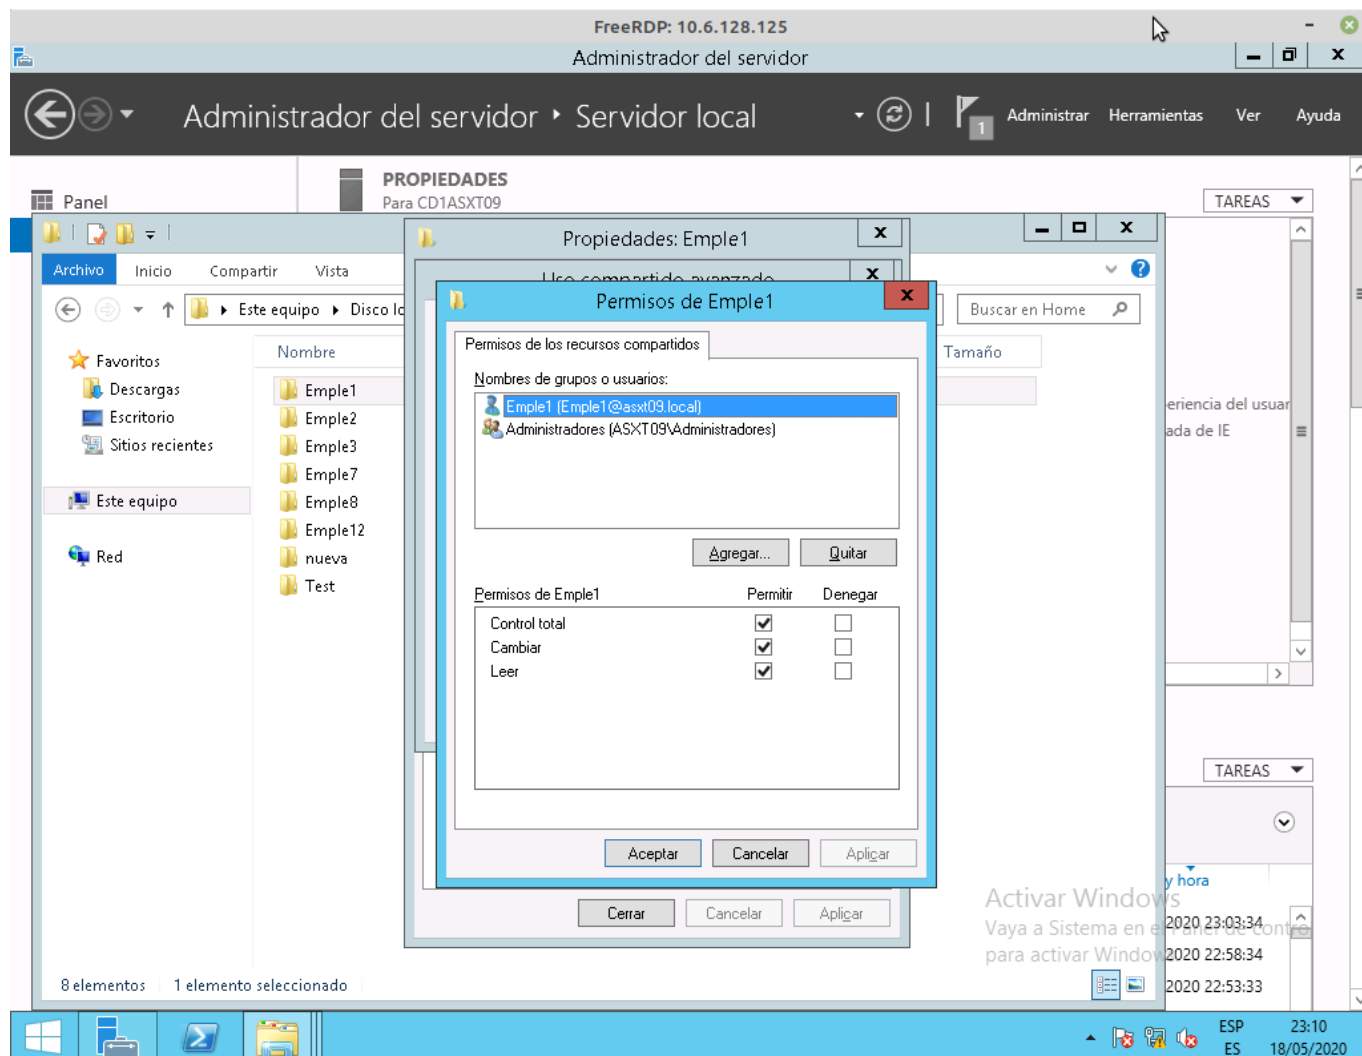 FreeRDP: 10.6.128.125
Administrador del servidor
Administrador del servidor Servidor local
1
Administrar Herramientas Ver Ayuda
Panel
PROPIEDADES
Para CD1ASXT09
TAREAS
Propiedades: Emple1
Archivo Inicio Compartir Vista
Uso compartido avanzado
Permisos de Emple1
Este equipo Disco lo
Buscar en Home
Favoritos
Descargas
Escritorio
Sitios recientes
Este equipo
Red
Nombre
Tamaño
Emple1
Emple2
Emple3
Emple7
Emple8
Emple12
nueva
Test
Permisos de los recursos compartidos
Nombres de grupos o usuarios:
Emple1 (Emple1@asxt09.local)
Administradores (ASXT09\Administradores)
Agregar... Quitar
Permisos de Emple1 Permitir Denegar
Control total
Cambiar
Leer
Aceptar Cancelar Aplicar
Cerrar Cancelar Aplicar
eriencia del usuar
ada de IE
TAREAS
y hora
2020 23:03:34
2020 22:58:34
2020 22:53:33
Activar Windows
Vaya a Sistema en el Panel de contro
para activar Windows
8 elementos 1 elemento seleccionado
ESP
ES
23:10
18/05/2020